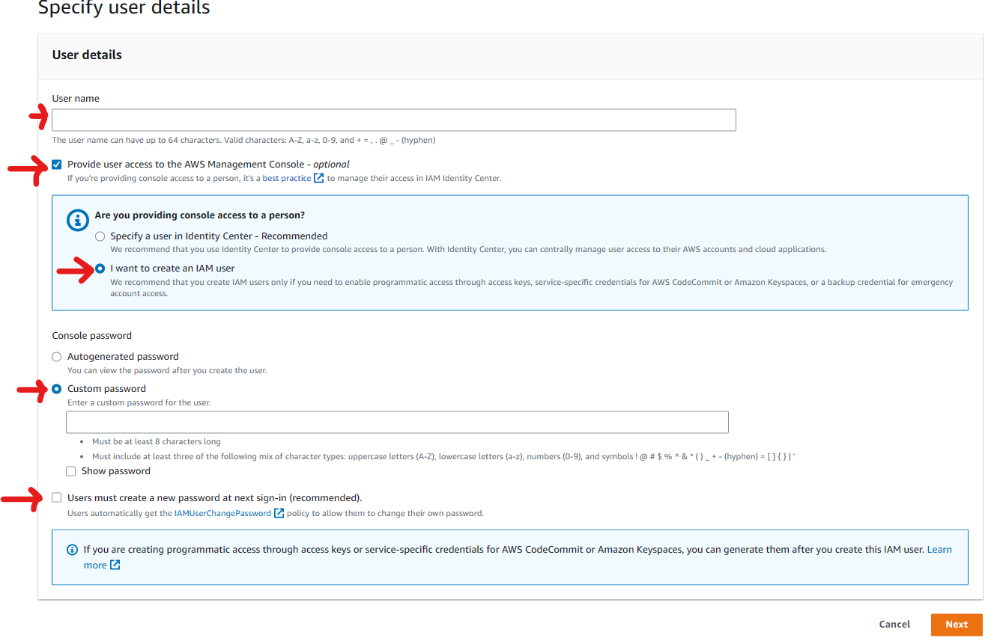 Specify user details
User details
User name
The user name can have up to 64 characters. Valid characters: A-Z, a-z, 0-9, and + = , . @ _ - (hyphen)
Provide user access to the AWS Management Console - optional
If you're providing console access to a person, it's a best practice to manage their access in IAM Identity Center.
Are you providing console access to a person?
Specify a user in Identity Center - Recommended
We recommend that you use Identity Center to provide console access to a person. With Identity Center, you can centrally manage user access to their AWS accounts and cloud applications.
I want to create an IAM user
We recommend that you create IAM users only if you need to enable programmatic access through access keys, service-specific credentials for AWS CodeCommit or Amazon Keyspaces, or a backup credential for emergency
account access.
Console password
Autogenerated password
You can view the password after you create the user.
Custom password
Enter a custom password for the user.
• Must be at least 8 characters long
• Must include at least three of the following mix of character types: uppercase letters (A-Z), lowercase letters (a-z), numbers (0-9), and symbols ! @ # $ % ^ & * ( ) _ + - (hyphen) = [ ] { } | '
Show password
Users must create a new password at next sign-in (recommended).
Users automatically get the IAMUserChangePassword policy to allow them to change their own password.
If you are creating programmatic access through access keys or service-specific credentials for AWS CodeCommit or Amazon Keyspaces, you can generate them after you create this IAM user. Learn
more
Cancel
Next